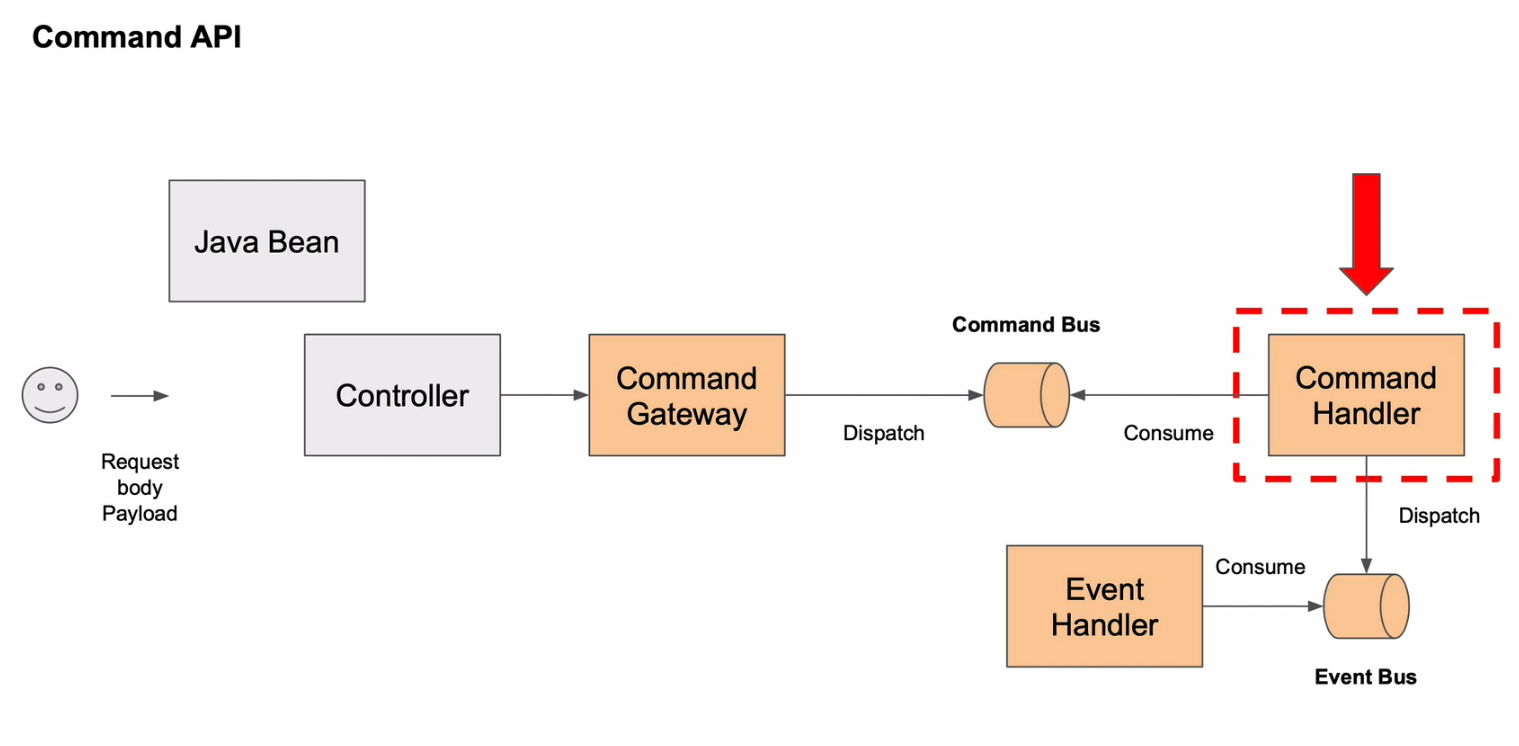 Command API
Java Bean
Request
body
Payload
Controller
Command
Gateway
Dispatch
Command Bus
Consume
Command
Handler
Dispatch
Event
Handler
Consume
Event Bus